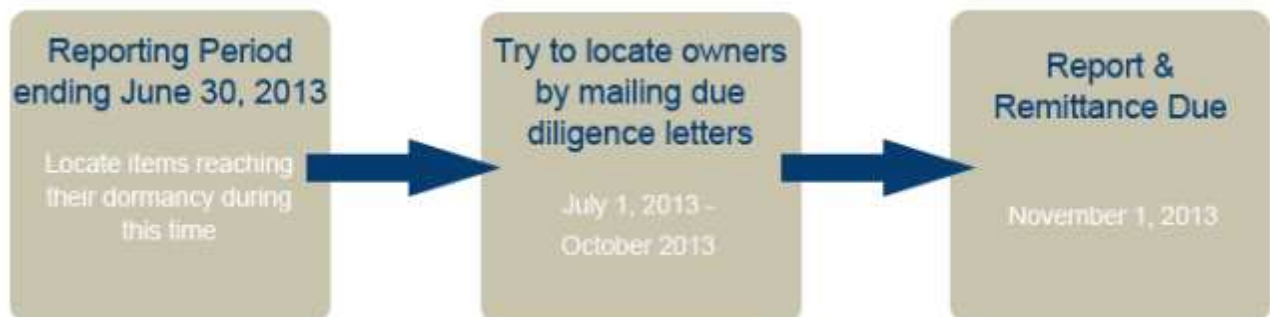 Reporting Period
ending June 30, 2013
Locate items reaching
their dormancy during
this time
Try to locate owners
by mailing due
diligence letters
July 1, 2013 -
October 2013
Report &
Remittance Due
November 1, 2013